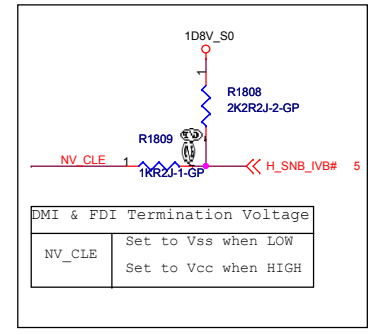 1D8V_S0
1
R1808
2K2R2J-2-GP
R1809
NV_CLE 1
1KR2J-1-GP
H_SNB_IVB# 5
DMI & FDI Termination Voltage
NV_CLE
Set to Vss when LOW
Set to Vcc when HIGH